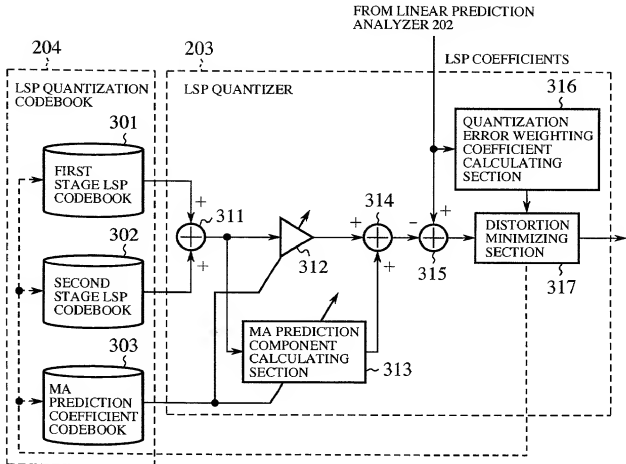 FROM LINEAR PREDICTION
ANALYZER 202
204
203
LSP COEFFICIENTS
LSP QUANTIZATION
CODEBOOK
LSP QUANTIZER
316
301
QUANTIZATION
ERROR WEIGHTING
COEFFICIENT
CALCULATING
SECTION
FIRST
STAGE LSP
CODEBOOK
+
311
+
314
+
−
+
315
+
312
302
SECOND
STAGE LSP
CODEBOOK
DISTORTION
MINIMIZING
SECTION
317
303
MA PREDICTION
COMPONENT
CALCULATING
SECTION
313
MA
PREDICTION
COEFFICIENT
CODEBOOK